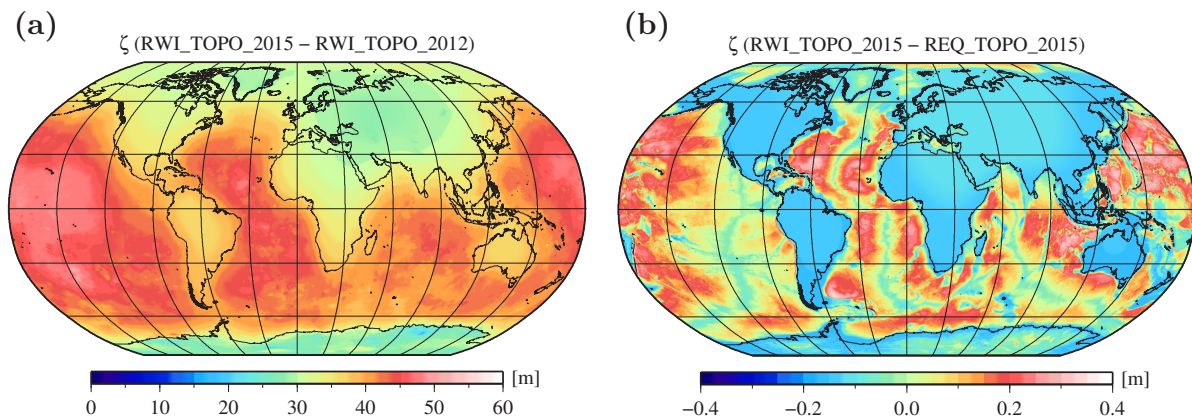 (a)
ζ (RWI_TOPO_2015 − RWI_TOPO_2012)
0 10 20 30 40 50 60 [m]
(b)
ζ (RWI_TOPO_2015 − REQ_TOPO_2015)
−0.4 −0.2 0.0 0.2 0.4 [m]